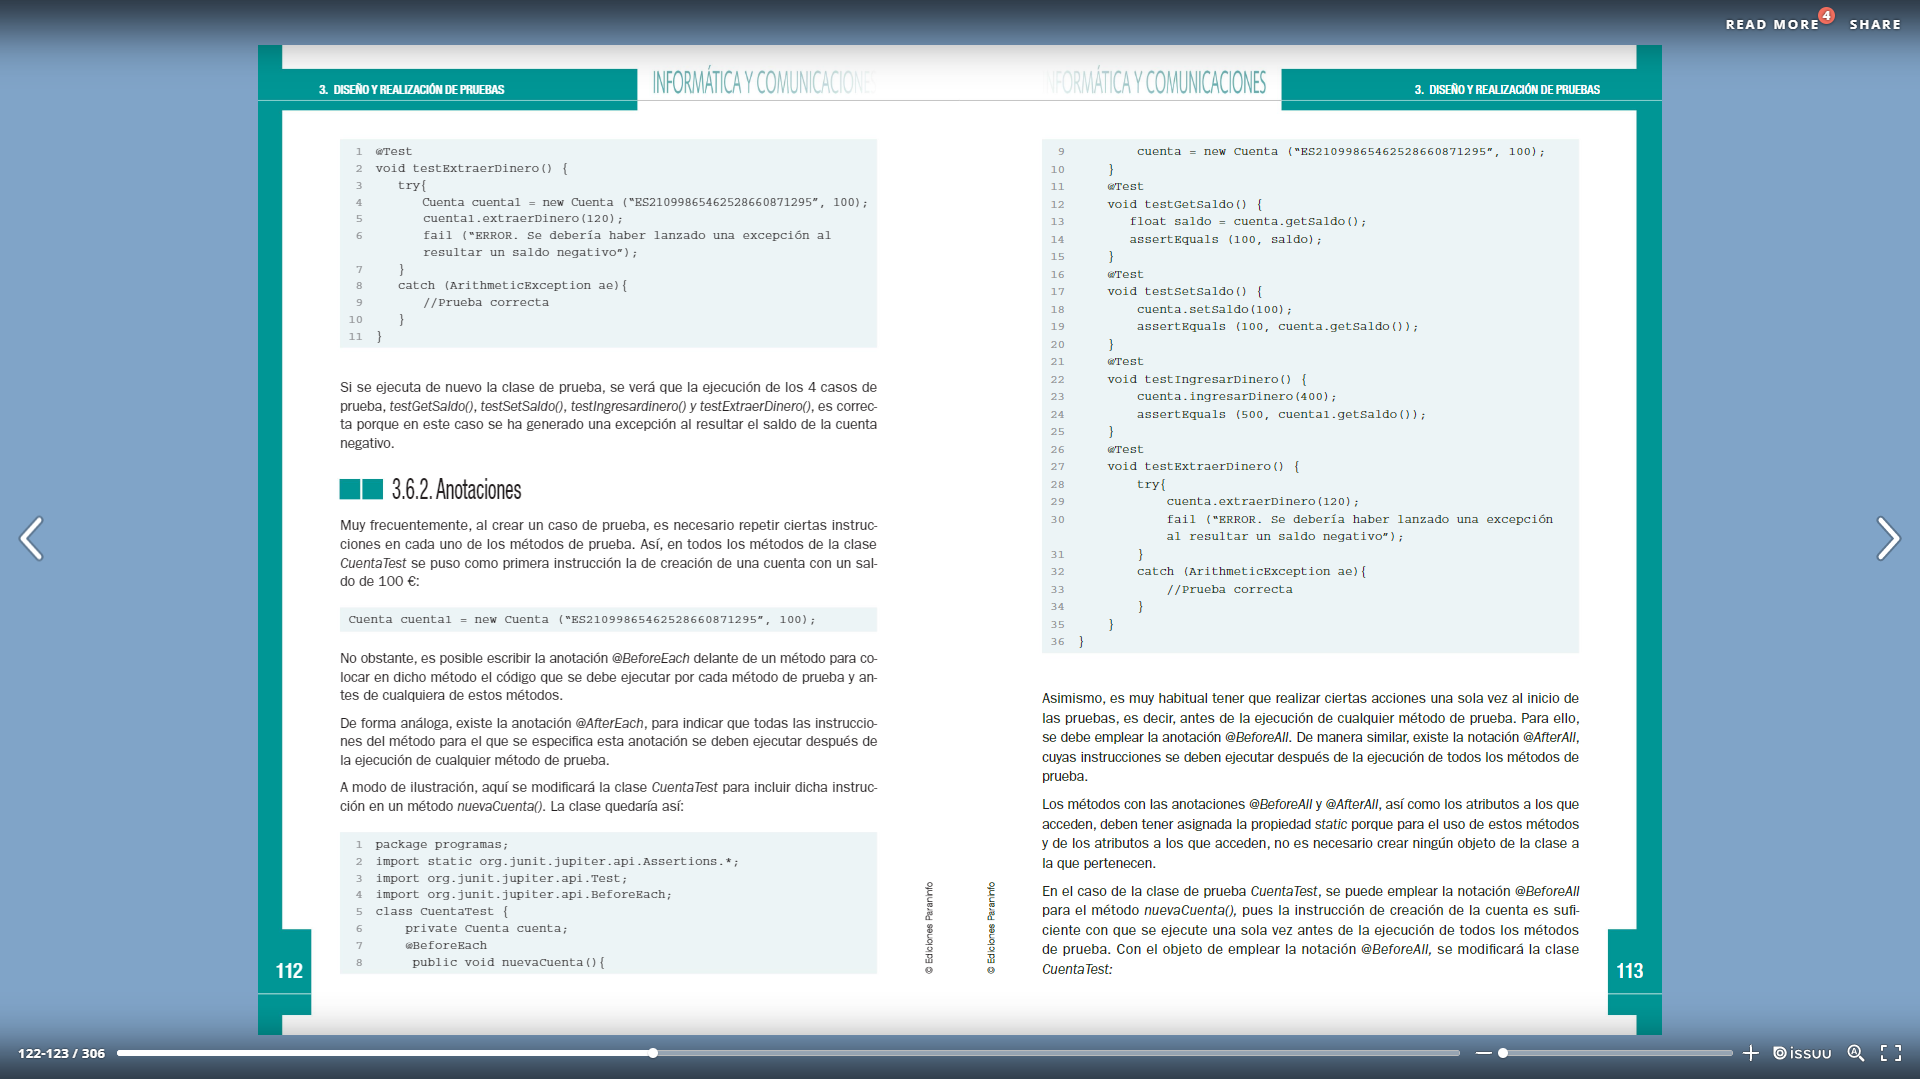 READ MORE 4 SHARE
3. DISEÑO Y REALIZACIÓN DE PRUEBAS
INFORMÁTICA Y COMUNICACIONES
1 @Test
2 void testExtraerDinero() {
3 try{
4 Cuenta cuenta1 = new Cuenta (“ES21099865462528660871295”, 100);
5 cuenta1.extraerDinero(120);
6 fail (“ERROR. Se debería haber lanzado una excepción al
resultar un saldo negativo”);
7 }
8 catch (ArithmeticException ae){
9 //Prueba correcta
10 }
11 }
Si se ejecuta de nuevo la clase de prueba, se verá que la ejecución de los 4 casos de
prueba, testGetSaldo(), testSetSaldo(), testIngresardinero() y testExtraerDinero(), es correc-
ta porque en este caso se ha generado una excepción al resultar el saldo de la cuenta
negativo.
3.6.2. Anotaciones
Muy frecuentemente, al crear un caso de prueba, es necesario repetir ciertas instruc-
ciones en cada uno de los métodos de prueba. Así, en todos los métodos de la clase
CuentaTest se puso como primera instrucción la de creación de una cuenta con un sal-
do de 100 €:
Cuenta cuenta1 = new Cuenta (“ES21099865462528660871295”, 100);
No obstante, es posible escribir la anotación @BeforeEach delante de un método para co-
locar en dicho método el código que se debe ejecutar por cada método de prueba y an-
tes de cualquiera de estos métodos.
De forma análoga, existe la anotación @AfterEach, para indicar que todas las instruccio-
nes del método para el que se especifica esta anotación se deben ejecutar después de
la ejecución de cualquier método de prueba.
A modo de ilustración, aquí se modificará la clase CuentaTest para incluir dicha instruc-
ción en un método nuevaCuenta(). La clase quedaría así:
1 package programas;
2 import static org.junit.jupiter.api.Assertions.*;
3 import org.junit.jupiter.api.Test;
4 import org.junit.jupiter.api.BeforeEach;
5 class CuentaTest {
6 private Cuenta cuenta;
7 @BeforeEach
8 public void nuevaCuenta(){
112
© Ediciones Paraninfo
INFORMÁTICA Y COMUNICACIONES
3. DISEÑO Y REALIZACIÓN DE PRUEBAS
9 cuenta = new Cuenta (“ES21099865462528660871295”, 100);
10 }
11 @Test
12 void testGetSaldo() {
13 float saldo = cuenta.getSaldo();
14 assertEquals (100, saldo);
15 }
16 @Test
17 void testSetSaldo() {
18 cuenta.setSaldo(100);
19 assertEquals (100, cuenta.getSaldo());
20 }
21 @Test
22 void testIngresarDinero() {
23 cuenta.ingresarDinero(400);
24 assertEquals (500, cuenta1.getSaldo());
25 }
26 @Test
27 void testExtraerDinero() {
28 try{
29 cuenta.extraerDinero(120);
30 fail (“ERROR. Se debería haber lanzado una excepción
al resultar un saldo negativo”);
31 }
32 catch (ArithmeticException ae){
33 //Prueba correcta
34 }
35 }
36 }
Asimismo, es muy habitual tener que realizar ciertas acciones una sola vez al inicio de
las pruebas, es decir, antes de la ejecución de cualquier método de prueba. Para ello,
se debe emplear la anotación @BeforeAll. De manera similar, existe la notación @AfterAll,
cuyas instrucciones se deben ejecutar después de la ejecución de todos los métodos de
prueba.
Los métodos con las anotaciones @BeforeAll y @AfterAll, así como los atributos a los que
acceden, deben tener asignada la propiedad static porque para el uso de estos métodos
y de los atributos a los que acceden, no es necesario crear ningún objeto de la clase a
la que pertenecen.
En el caso de la clase de prueba CuentaTest, se puede emplear la notación @BeforeAll
para el método nuevaCuenta(), pues la instrucción de creación de la cuenta es sufi-
ciente con que se ejecute una sola vez antes de la ejecución de todos los métodos
de prueba. Con el objeto de emplear la notación @BeforeAll, se modificará la clase
CuentaTest:
© Ediciones Paraninfo
113
122-123 / 306
issuu